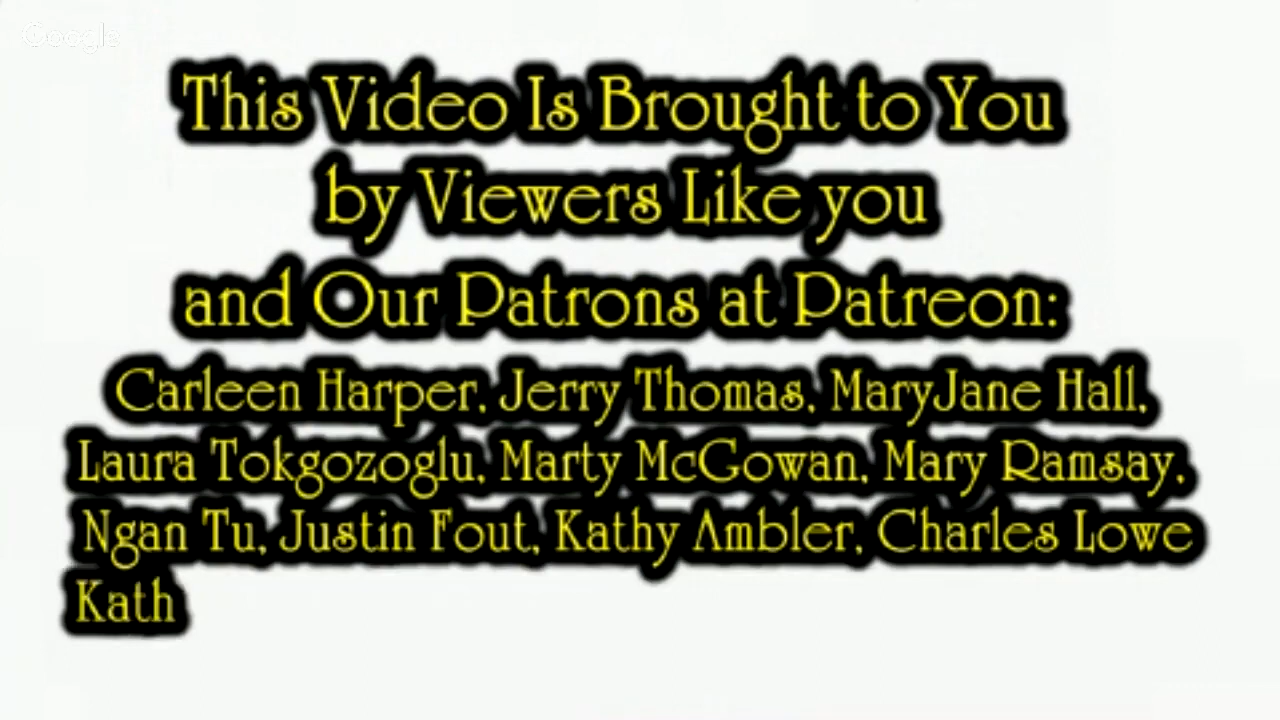 Google
This Video Is Brought to You
by Viewers Like you
and Our Patrons at Patreon:
Carleen Harper, Jerry Thomas, MaryJane Hall,
Laura Tokgozoglu, Marty McGowan, Mary Ramsay,
Ngan Tu, Justin Fout, Kathy Ambler, Charles Lowe
Kath